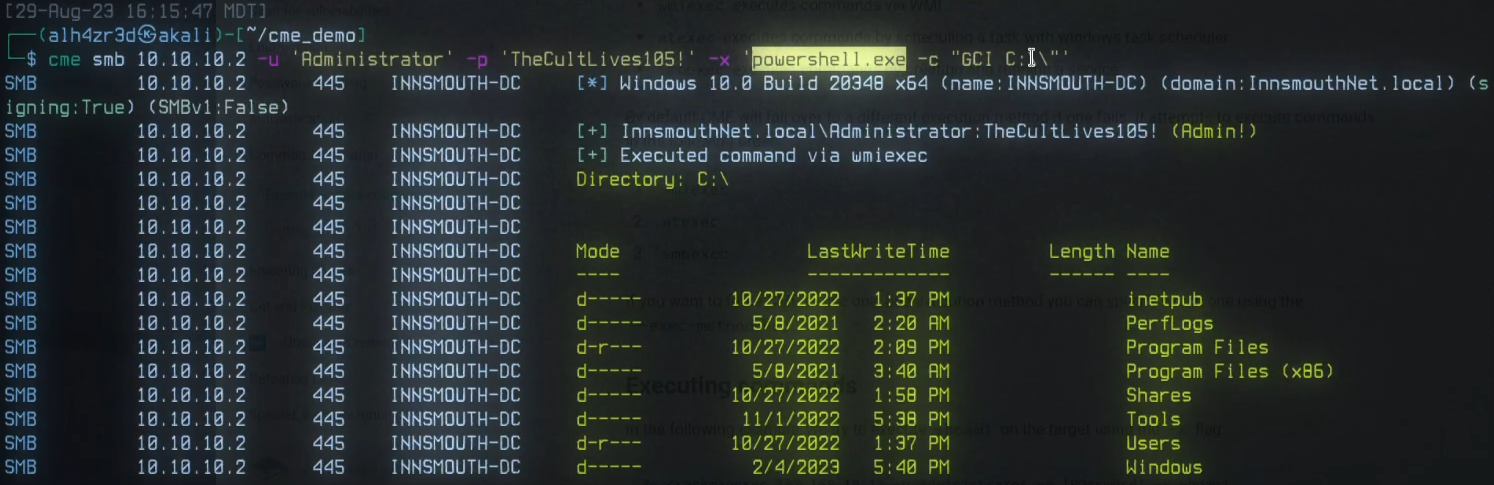 [29-Aug-23 16:15:47 MDT]
(alh4zr3d㉿akali)-[~/cme_demo]
$ cme smb 10.10.10.2 -u 'Administrator' -p 'TheCultLives105!' -x 'powershell.exe -c "GCI C:\"'
SMB 10.10.10.2 445 INNSMOUTH-DC [*] Windows 10.0 Build 20348 x64 (name:INNSMOUTH-DC) (domain:InnsmouthNet.local) (s
igning:True) (SMBv1:False)
SMB 10.10.10.2 445 INNSMOUTH-DC [+] InnsmouthNet.local\Administrator:TheCultLives105! (Admin!)
SMB 10.10.10.2 445 INNSMOUTH-DC [+] Executed command via wmiexec
SMB 10.10.10.2 445 INNSMOUTH-DC Directory: C:\
SMB 10.10.10.2 445 INNSMOUTH-DC
SMB 10.10.10.2 445 INNSMOUTH-DC
SMB 10.10.10.2 445 INNSMOUTH-DC Mode LastWriteTime Length Name
SMB 10.10.10.2 445 INNSMOUTH-DC ---- ------------- ------ ----
SMB 10.10.10.2 445 INNSMOUTH-DC d----- 10/27/2022 1:37 PM inetpub
SMB 10.10.10.2 445 INNSMOUTH-DC d----- 5/8/2021 2:20 AM PerfLogs
SMB 10.10.10.2 445 INNSMOUTH-DC d-r--- 10/27/2022 2:09 PM Program Files
SMB 10.10.10.2 445 INNSMOUTH-DC d----- 5/8/2021 3:40 AM Program Files (x86)
SMB 10.10.10.2 445 INNSMOUTH-DC d----- 10/27/2022 1:58 PM Shares
SMB 10.10.10.2 445 INNSMOUTH-DC d----- 11/1/2022 5:38 PM Tools
SMB 10.10.10.2 445 INNSMOUTH-DC d-r--- 10/27/2022 1:37 PM Users
SMB 10.10.10.2 445 INNSMOUTH-DC d----- 2/4/2023 5:40 PM Windows
Executing commands